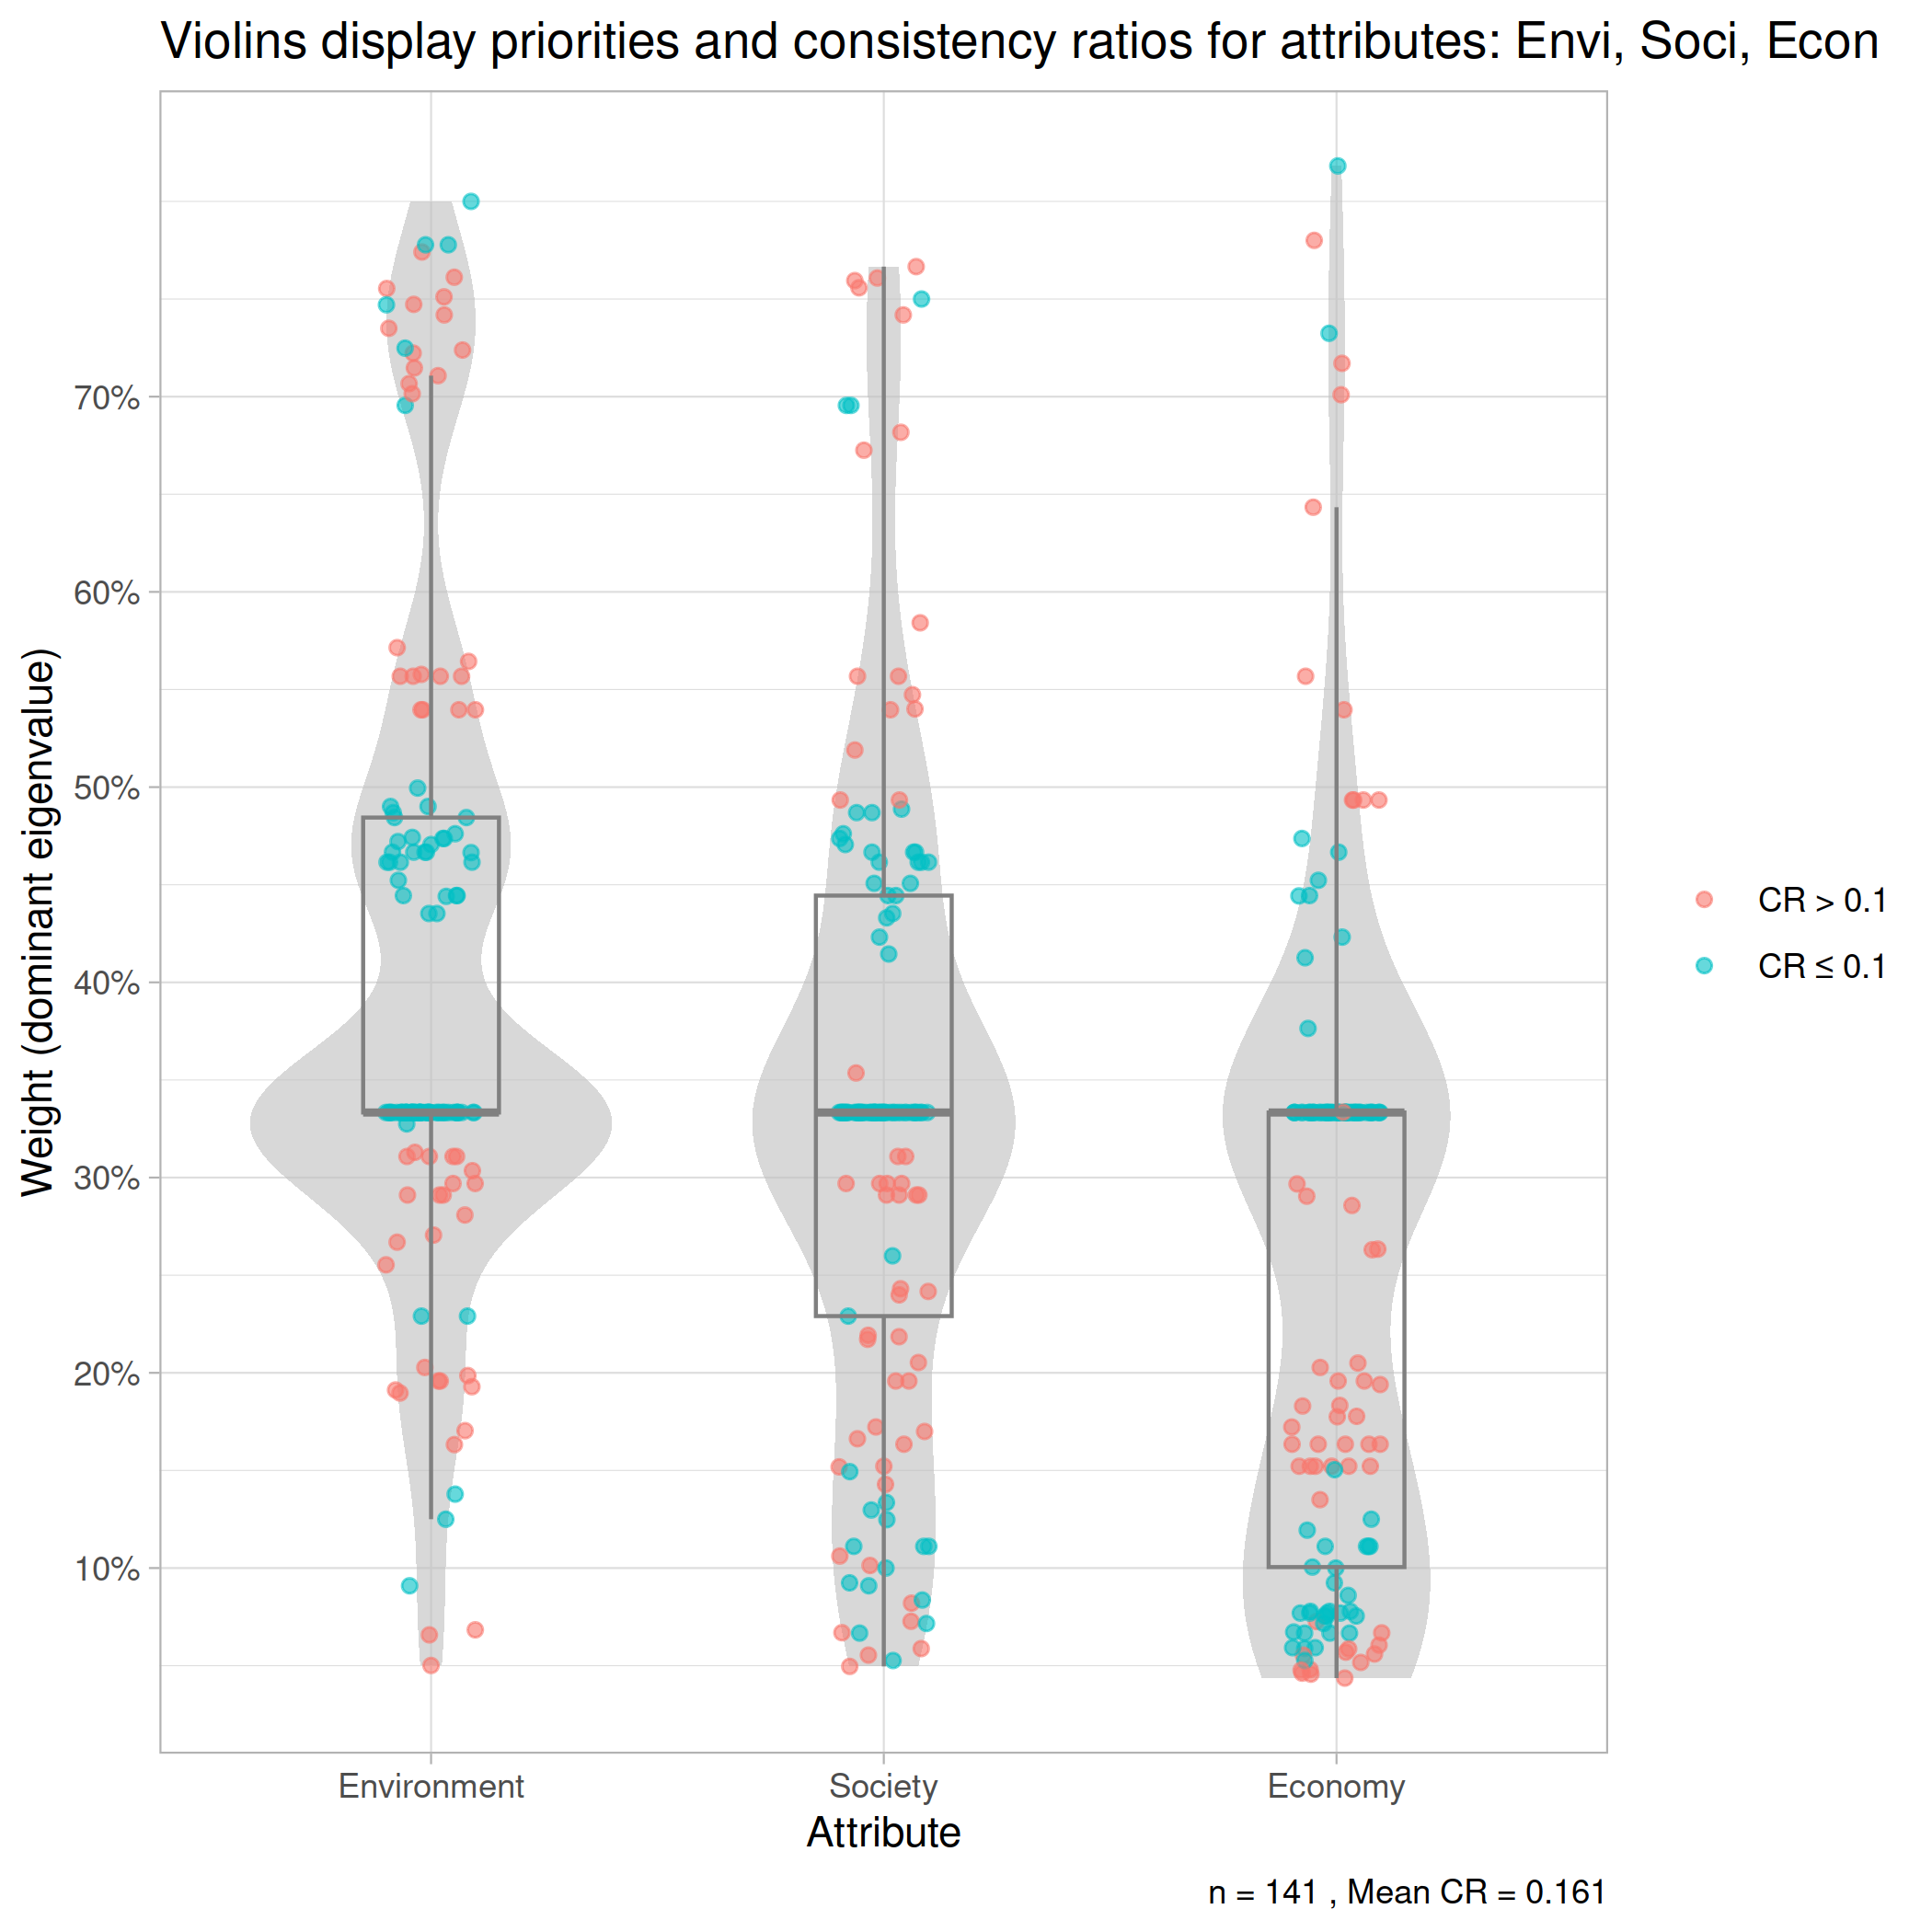 Violins display priorities and consistency ratios for attributes: Envi, Soci, Econ
Weight (dominant eigenvalue)
70%
60%
50%
40%
30%
20%
10%
CR > 0.1
CR ≤ 0.1
Environment Society Economy
Attribute
n = 141 , Mean CR = 0.161